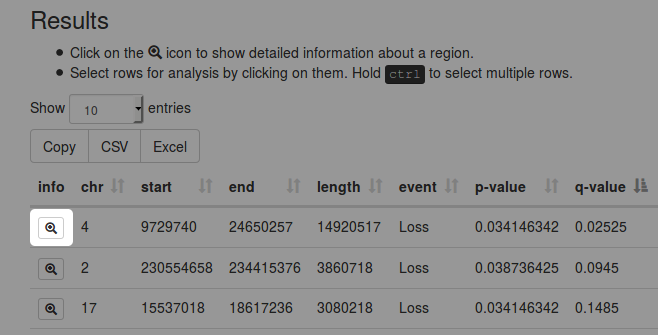 Results
Click on the icon to show detailed information about a region.
Select rows for analysis by clicking on them. Hold ctrl to select multiple rows.
Show 10 entries
Copy CSV Excel
info chr start end length event p-value q-value
4 9729740 24650257 14920517 Loss 0.034146342 0.02525
2 230554658 234415376 3860718 Loss 0.038736425 0.0945
17 15537018 18617236 3080218 Loss 0.034146342 0.1485